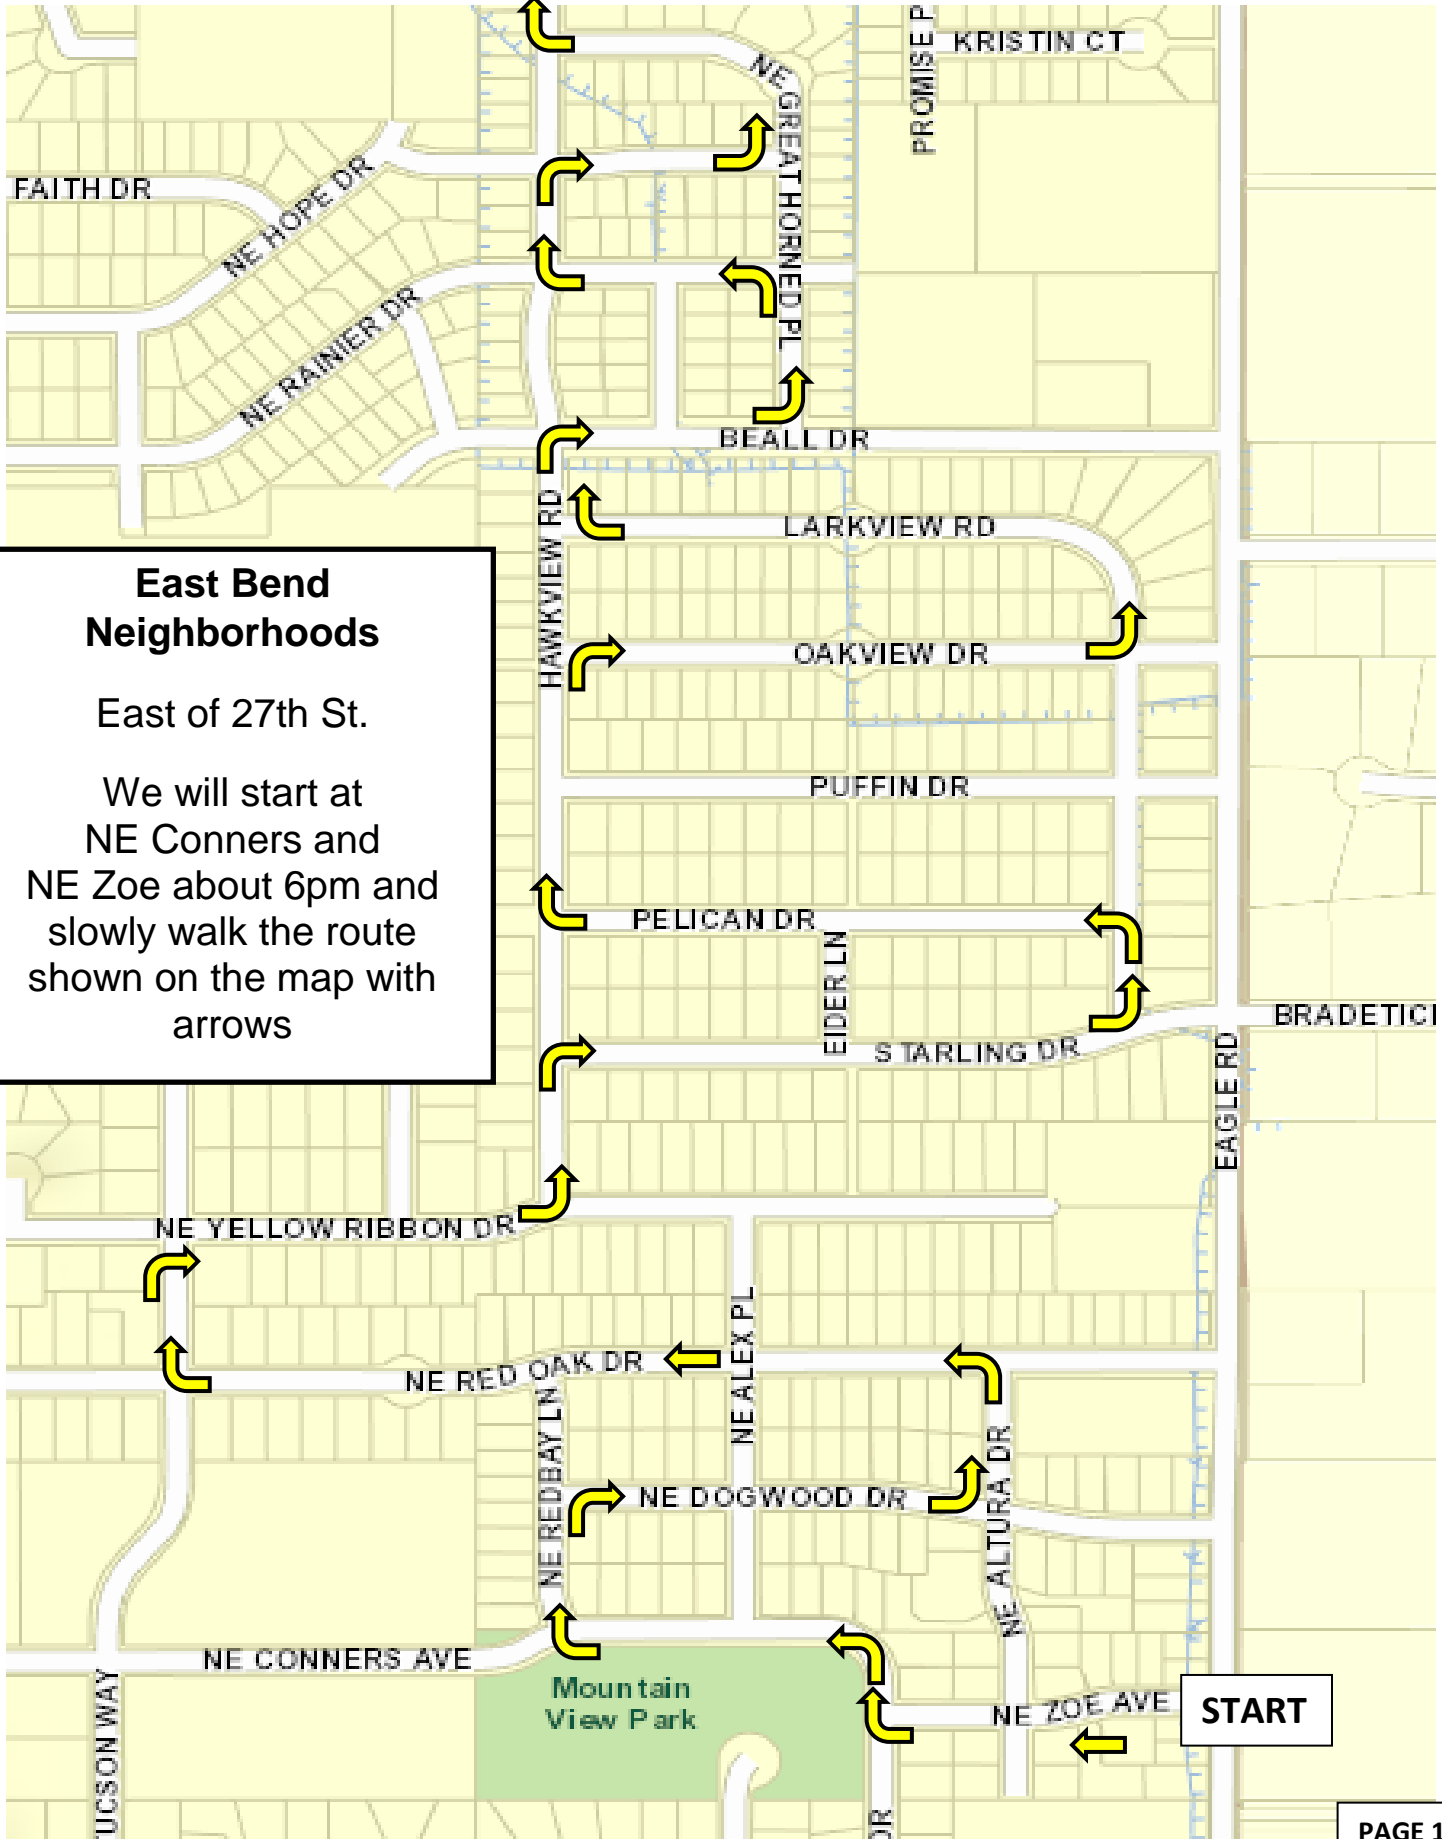 KRISTIN CT
PROMISE P
NE GREAT HORNED PL
FAITH DR
NE HOPE DR
NE RAINIER DR
BEALL DR
HAWKVIEW RD
LARKVIEW RD
East Bend
Neighborhoods
East of 27th St.
We will start at
NE Conners and
NE Zoe about 6pm and
slowly walk the route
shown on the map with
arrows
OAKVIEW DR
PUFFIN DR
PELICAN DR
EIDER LN
STARLING DR
BRADETICH
EAGLE RD
NE YELLOW RIBBON DR
NE ALEX PL
NE RED OAK DR
NE REDBAY LN
NE DOGWOOD DR
NE ALTURA DR
NE CONNERS AVE
Mountain
View Park
NE ZOE AVE
START
TUCSON WAY
DR
PAGE 1